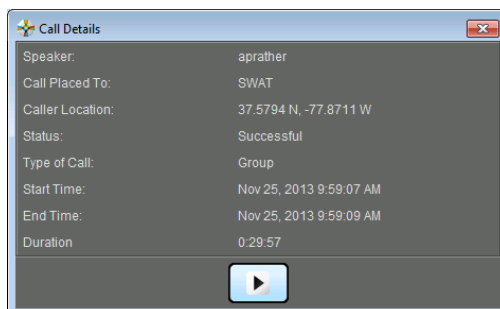 Call Details
Speaker: aprather
Call Placed To: SWAT
Caller Location: 37.5794 N, -77.8711 W
Status: Successful
Type of Call: Group
Start Time: Nov 25, 2013 9:59:07 AM
End Time: Nov 25, 2013 9:59:09 AM
Duration 0:29:57